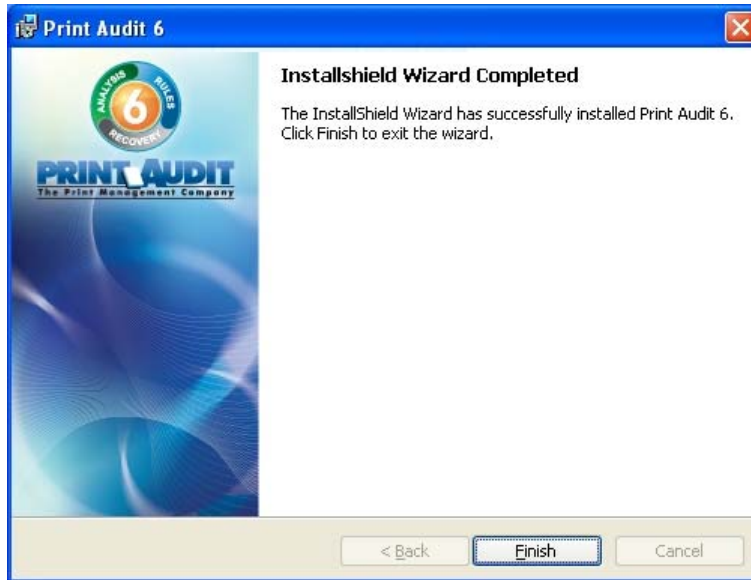 Print Audit 6
ANALYSIS RULES RECOVERY
6
PRINT AUDIT
The Print Management Company
Installshield Wizard Completed
The InstallShield Wizard has successfully installed Print Audit 6.
Click Finish to exit the wizard.
< Back Finish Cancel